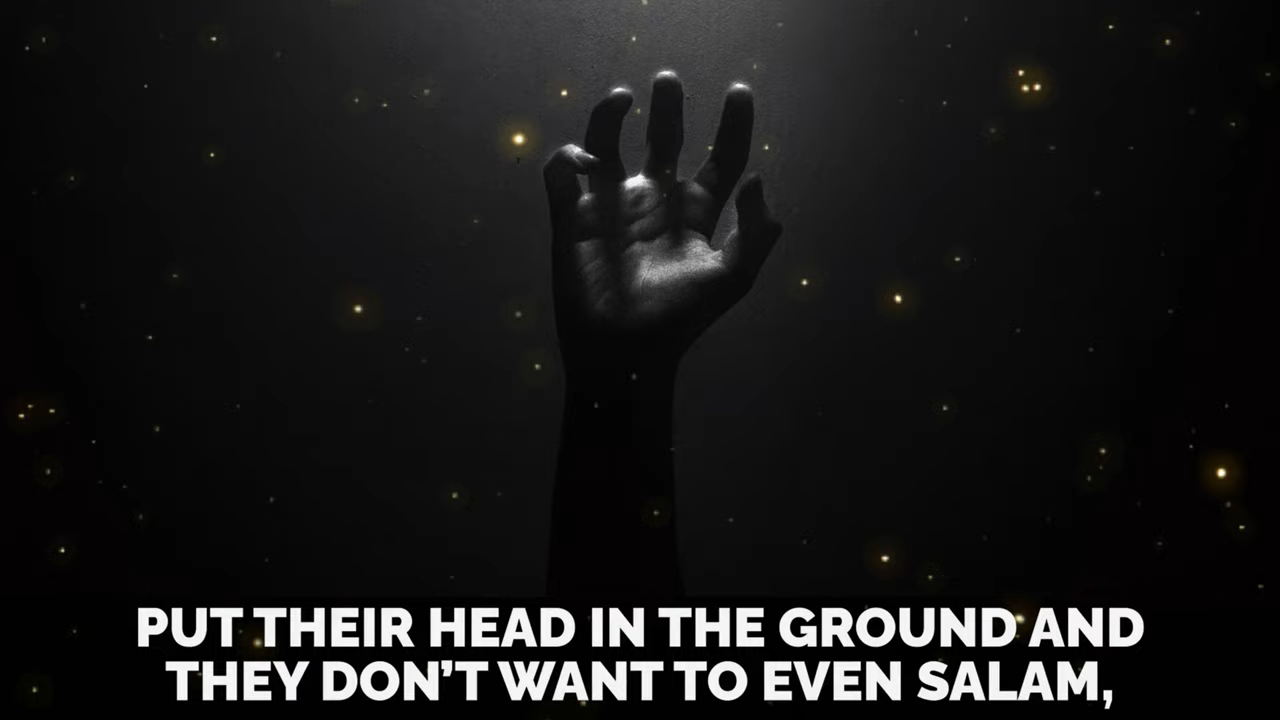 PUT THEIR HEAD IN THE GROUND AND
THEY DON'T WANT TO EVEN SALAM,